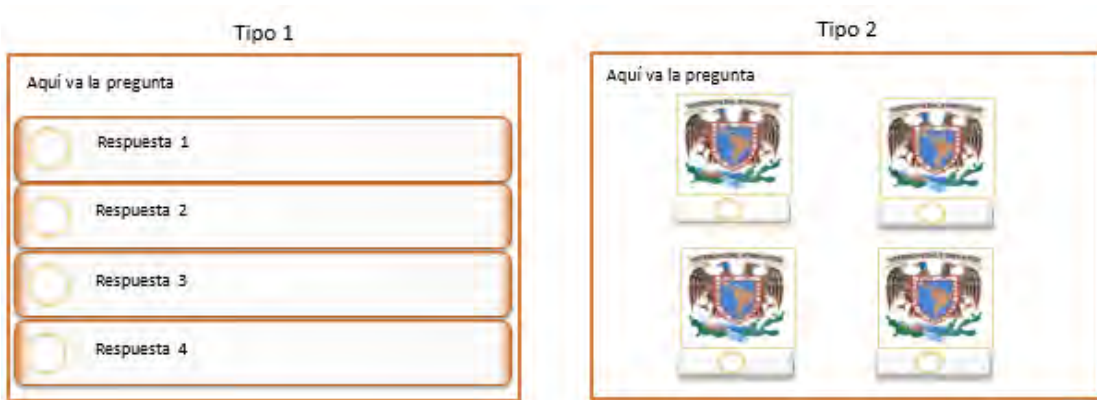 Tipo 1
Aquí va la pregunta
Respuesta 1
Respuesta 2
Respuesta 3
Respuesta 4
Tipo 2
Aquí va la pregunta